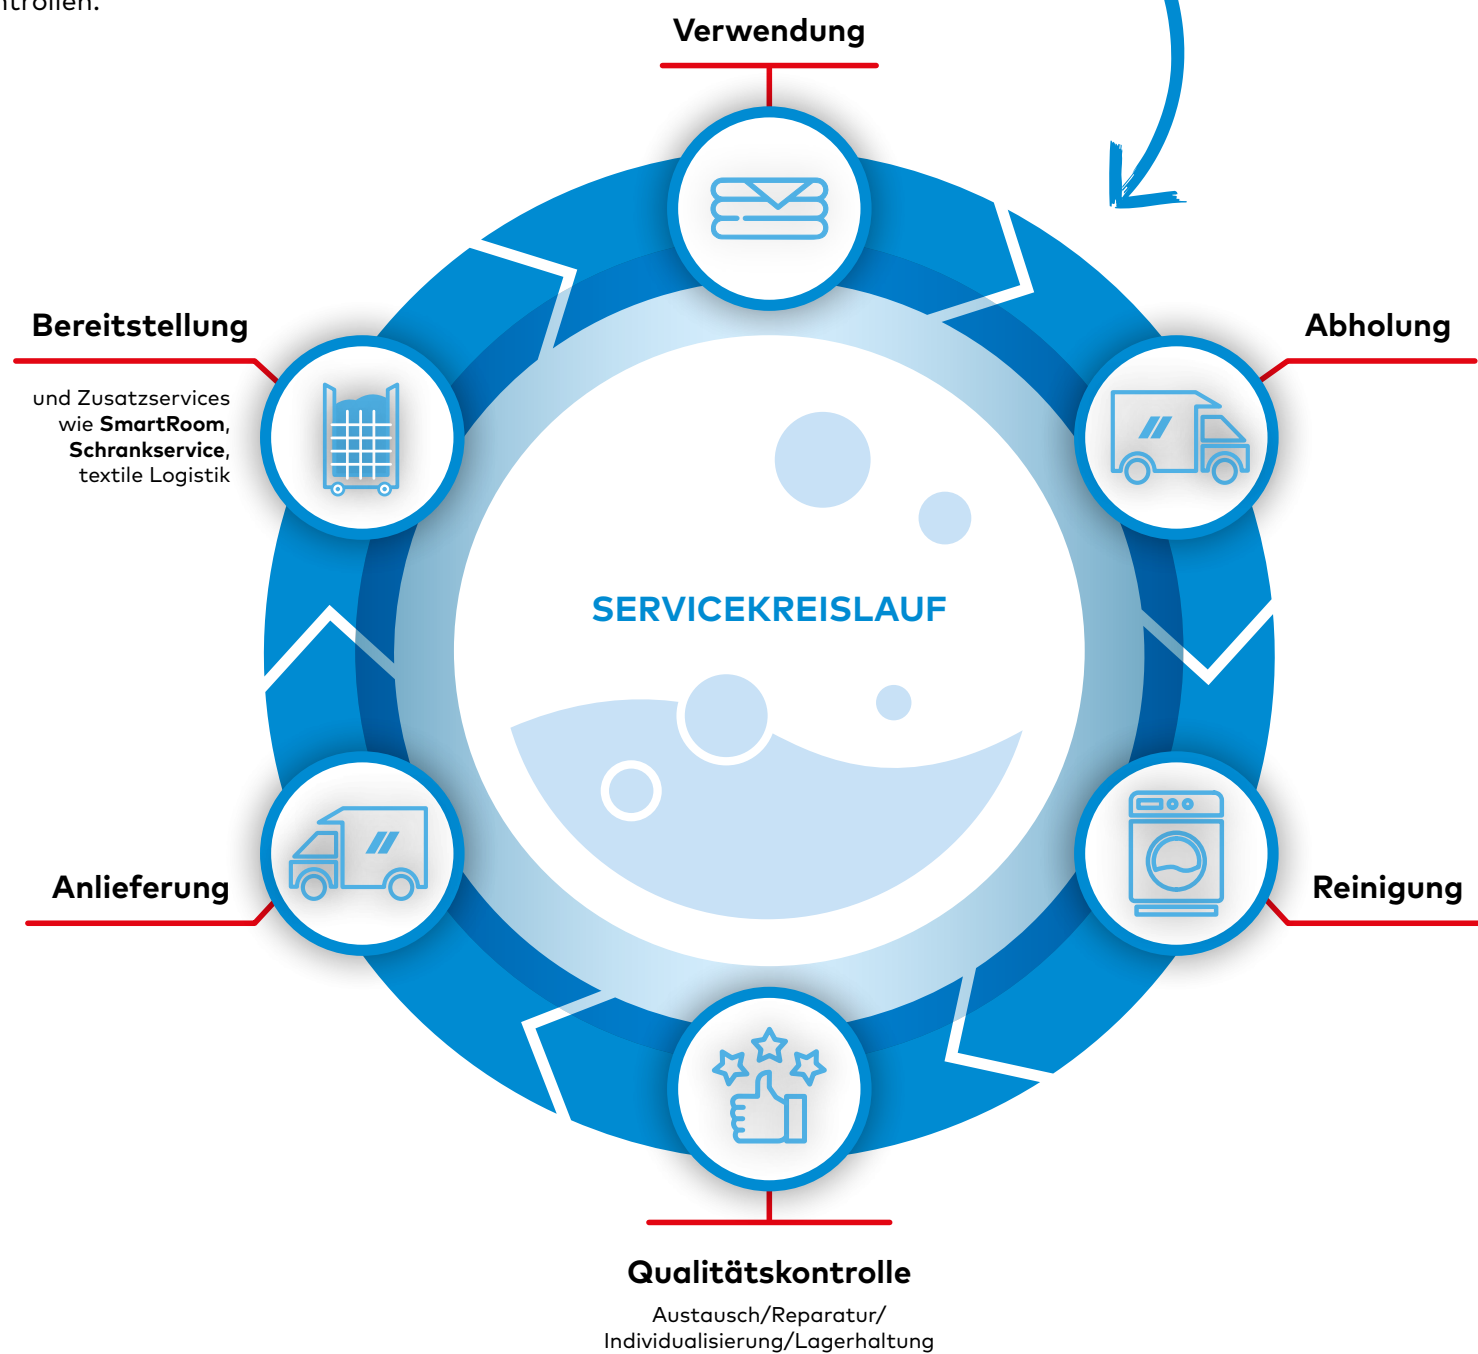 Verwendung
Bereitstellung
und Zusatzservices
wie SmartRoom,
Schrankservice,
textile Logistik
Abholung
SERVICEKREISLAUF
Anlieferung
Reinigung
Qualitätskontrolle
Austausch/Reparatur/
Individualisierung/Lagerhaltung